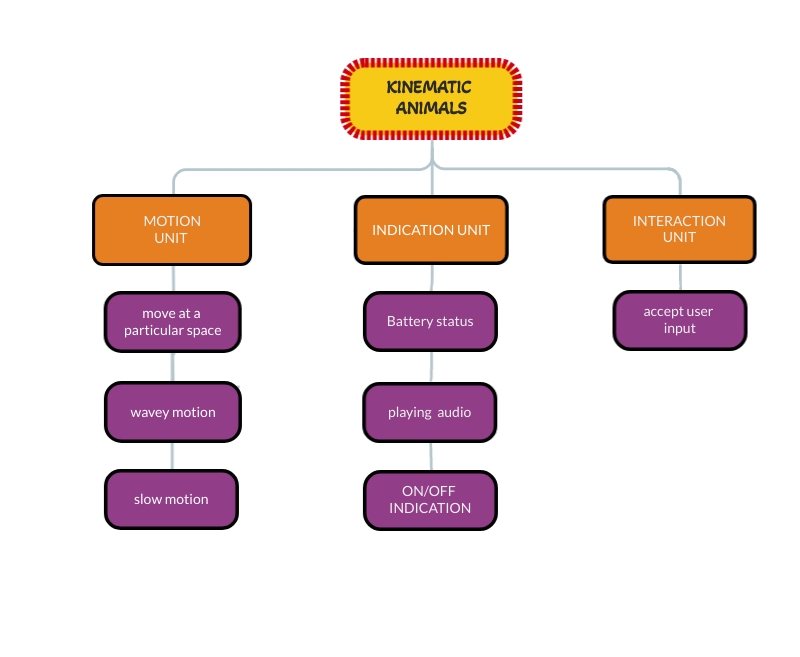 KINEMATIC
ANIMALS
MOTION
UNIT
INDICATION UNIT
INTERACTION
UNIT
move at a
particular space
Battery status
accept user
input
wavey motion
playing audio
slow motion
ON/OFF
INDICATION